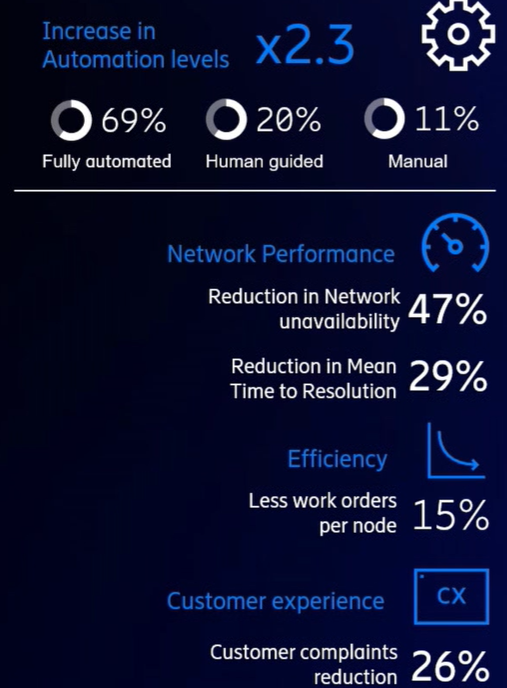 Increase in
Automation levels x2.3
69% 20% 11%
Fully automated Human guided Manual
Network Performance
Reduction in Network
unavailability 47%
Reduction in Mean
Time to Resolution 29%
Efficiency
Less work orders
per node 15%
Customer experience CX
Customer complaints
reduction 26%